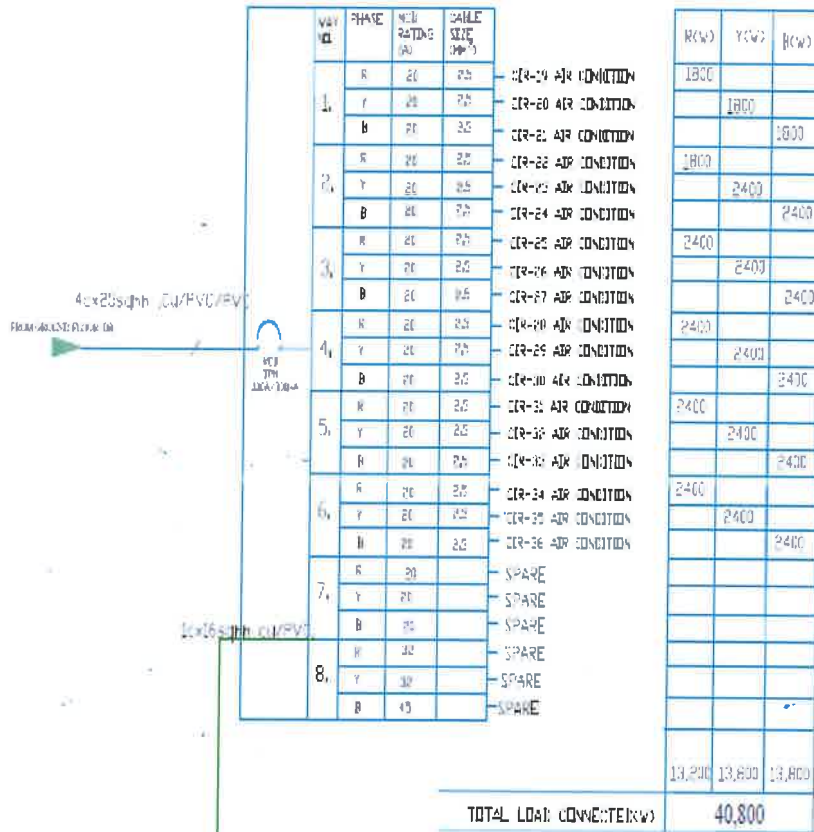 WAY NO. PHASE MCB RATING (A) CABLE SIZE (MM²) R(W) Y(W) B(W)
1. R 20 2.5 CIR-19 AIR CONDITION 1800
Y 20 2.5 CIR-20 AIR CONDITION 1800
B 20 2.5 CIR-21 AIR CONDITION 1800
2. R 20 2.5 CIR-22 AIR CONDITION 1800
Y 20 2.5 CIR-23 AIR CONDITION 2400
B 20 2.5 CIR-24 AIR CONDITION 2400
3. R 20 2.5 CIR-25 AIR CONDITION 2400
Y 20 2.5 CIR-26 AIR CONDITION 2400
B 20 2.5 CIR-27 AIR CONDITION 2400
4cx25sqmm ,Cu/PVC/PVC
4. R 20 2.5 CIR-28 AIR CONDITION 2400
Y 20 2.5 CIR-29 AIR CONDITION 2400
B 20 2.5 CIR-30 AIR CONDITION 2400
5. R 20 2.5 CIR-31 AIR CONDITION 2400
Y 20 2.5 CIR-32 AIR CONDITION 2400
B 20 2.5 CIR-33 AIR CONDITION 2400
6. R 20 2.5 CIR-34 AIR CONDITION 2400
Y 20 2.5 CIR-35 AIR CONDITION 2400
B 20 2.5 CIR-36 AIR CONDITION 2400
7. R 20 SPARE
Y 20 SPARE
B 20 SPARE
1cx16sqmm cu/PVC,
8. R 32 SPARE
Y 32 SPARE
B 45 SPARE
13,200 13,800 13,800
TOTAL LOAD CONNECTED(W) 40,800